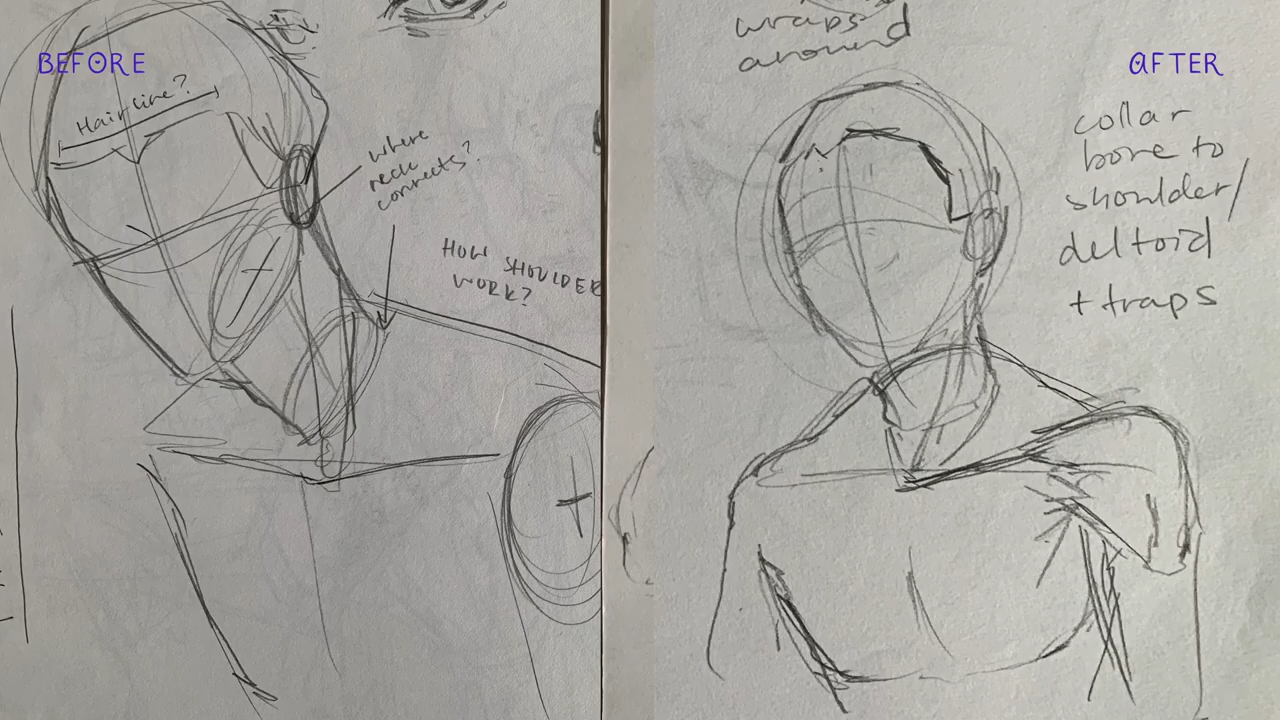 BEFORE
Hairline?
where
neck
connects?
HOW SHOULDER
WORK?
wraps
around
AFTER
collar
bone to
shoulder/
deltoid
+ traps